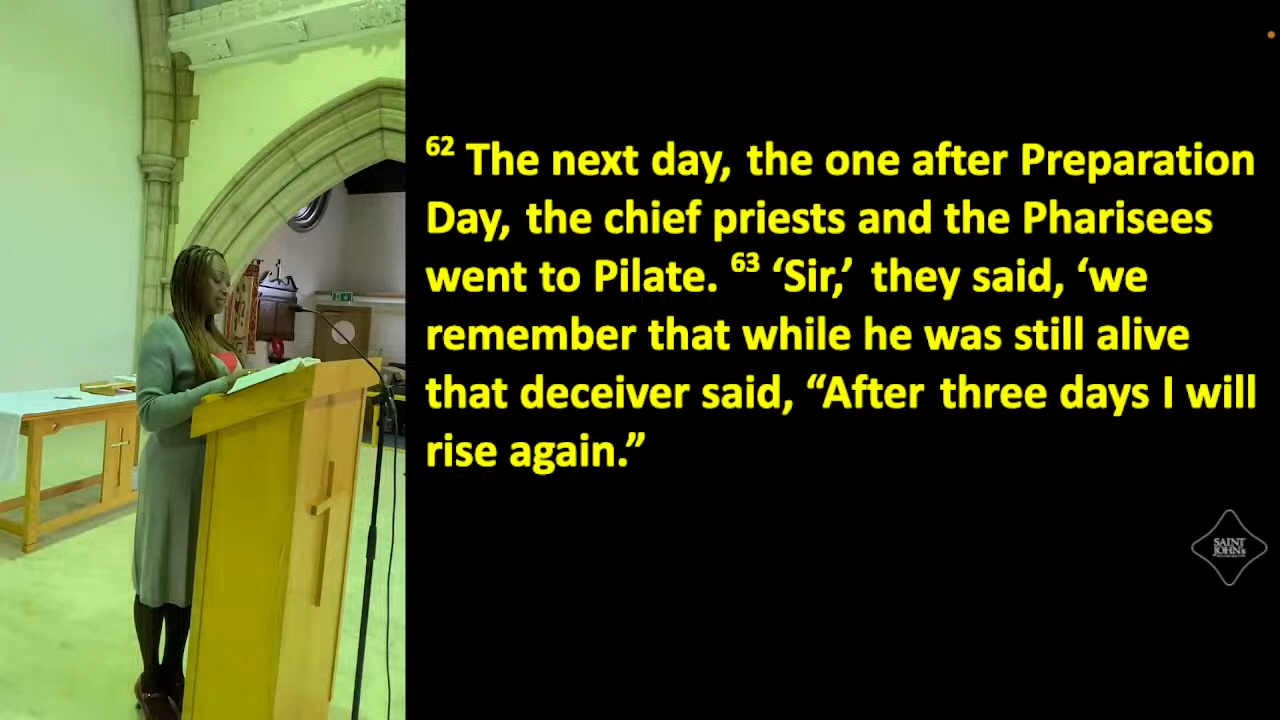 ⁶² The next day, the one after Preparation
Day, the chief priests and the Pharisees
went to Pilate. ⁶³ ‘Sir,’ they said, ‘we
remember that while he was still alive
that deceiver said, “After three days I will
rise again.”
SAINT
JOHN's